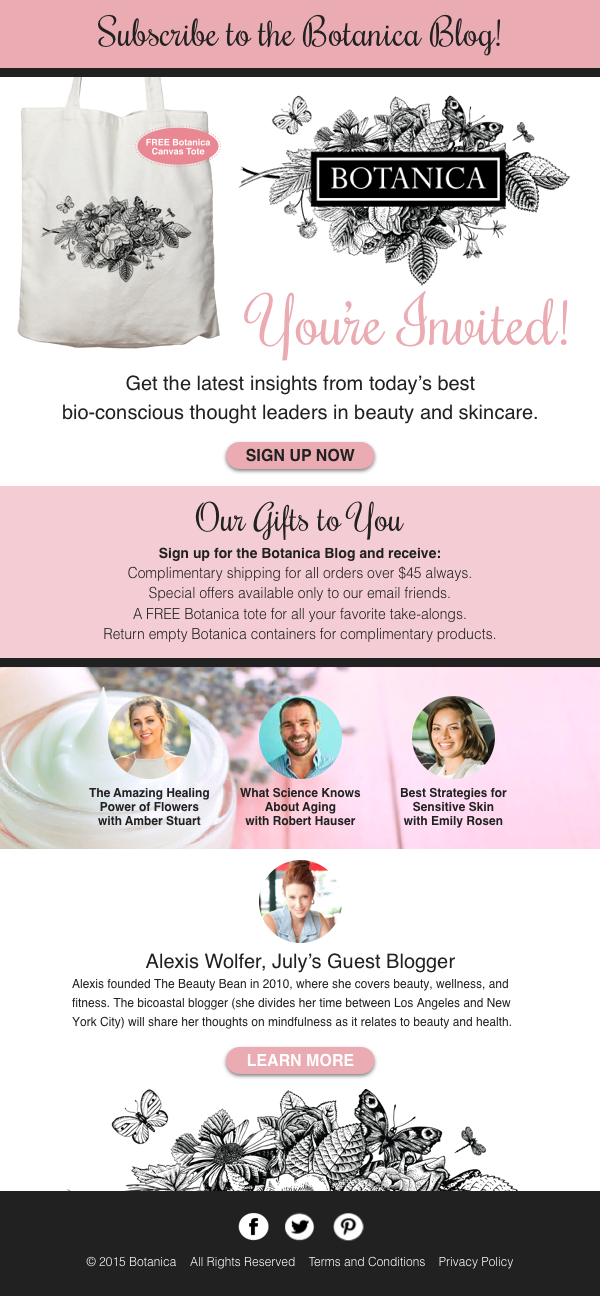 Subscribe to the Botanica Blog!
FREE Botanica
Canvas Tote
BOTANICA
You're Invited!
Get the latest insights from today’s best
bio-conscious thought leaders in beauty and skincare.
SIGN UP NOW
Our Gifts to You
Sign up for the Botanica Blog and receive:
Complimentary shipping for all orders over $45 always.
Special offers available only to our email friends.
A FREE Botanica tote for all your favorite take-alongs.
Return empty Botanica containers for complimentary products.
The Amazing Healing
Power of Flowers
with Amber Stuart
What Science Knows
About Aging
with Robert Hauser
Best Strategies for
Sensitive Skin
with Emily Rosen
Alexis Wolfer, July’s Guest Blogger
Alexis founded The Beauty Bean in 2010, where she covers beauty, wellness, and
fitness. The bicoastal blogger (she divides her time between Los Angeles and New
York City) will share her thoughts on mindfulness as it relates to beauty and health.
LEARN MORE
© 2015 Botanica All Rights Reserved Terms and Conditions Privacy Policy